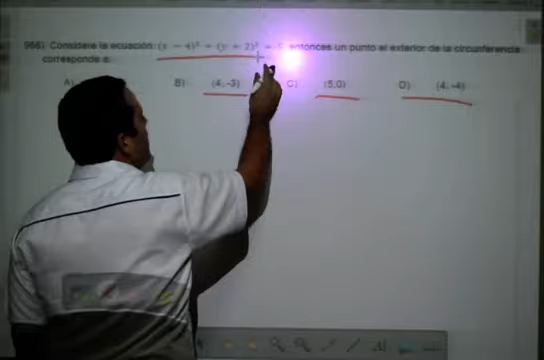 966) Considere la ecuación: (x − 4)² + (y + 2)² = entonces un punto al exterior de la circunferencia
corresponde a:
A) B) (4,-3) C) (5,0) D) (4,-4)